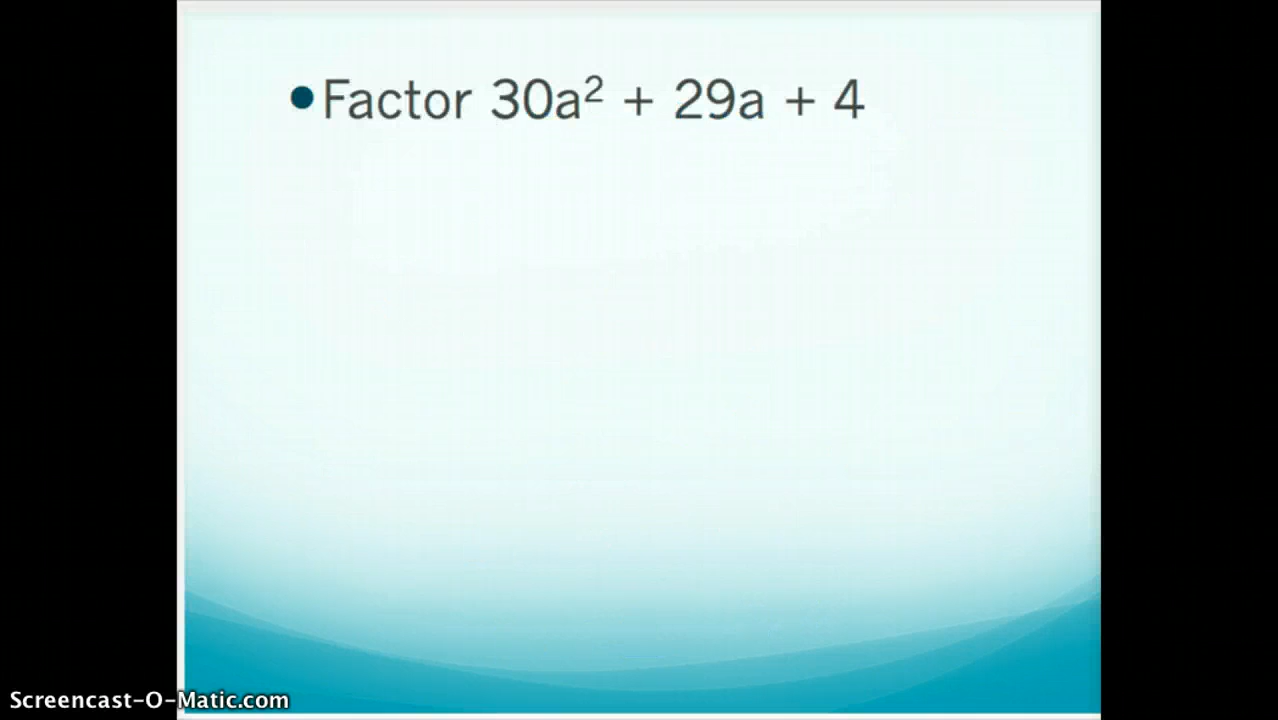 •Factor 30a² + 29a + 4
Screencast-O-Matic.com